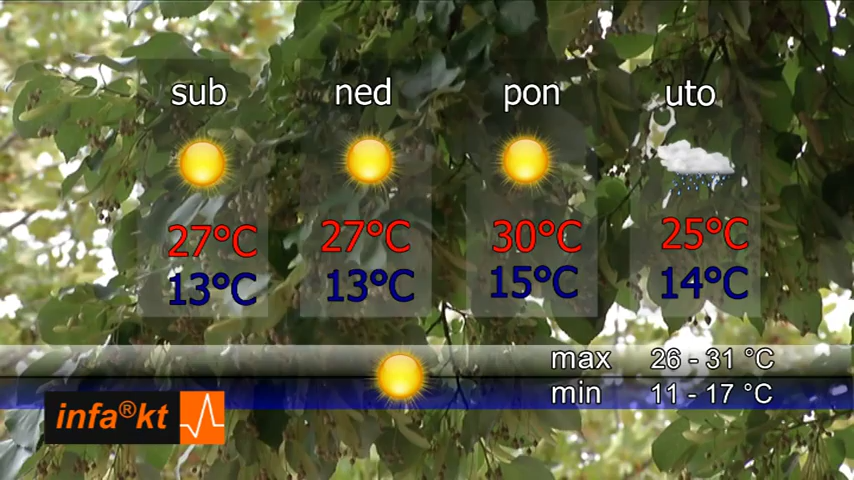 sub ned pon uto
27°C 27°C 30°C 25°C
13°C 13°C 15°C 14°C
max 26 - 31 °C
min 11 - 17 °C
infa®kt